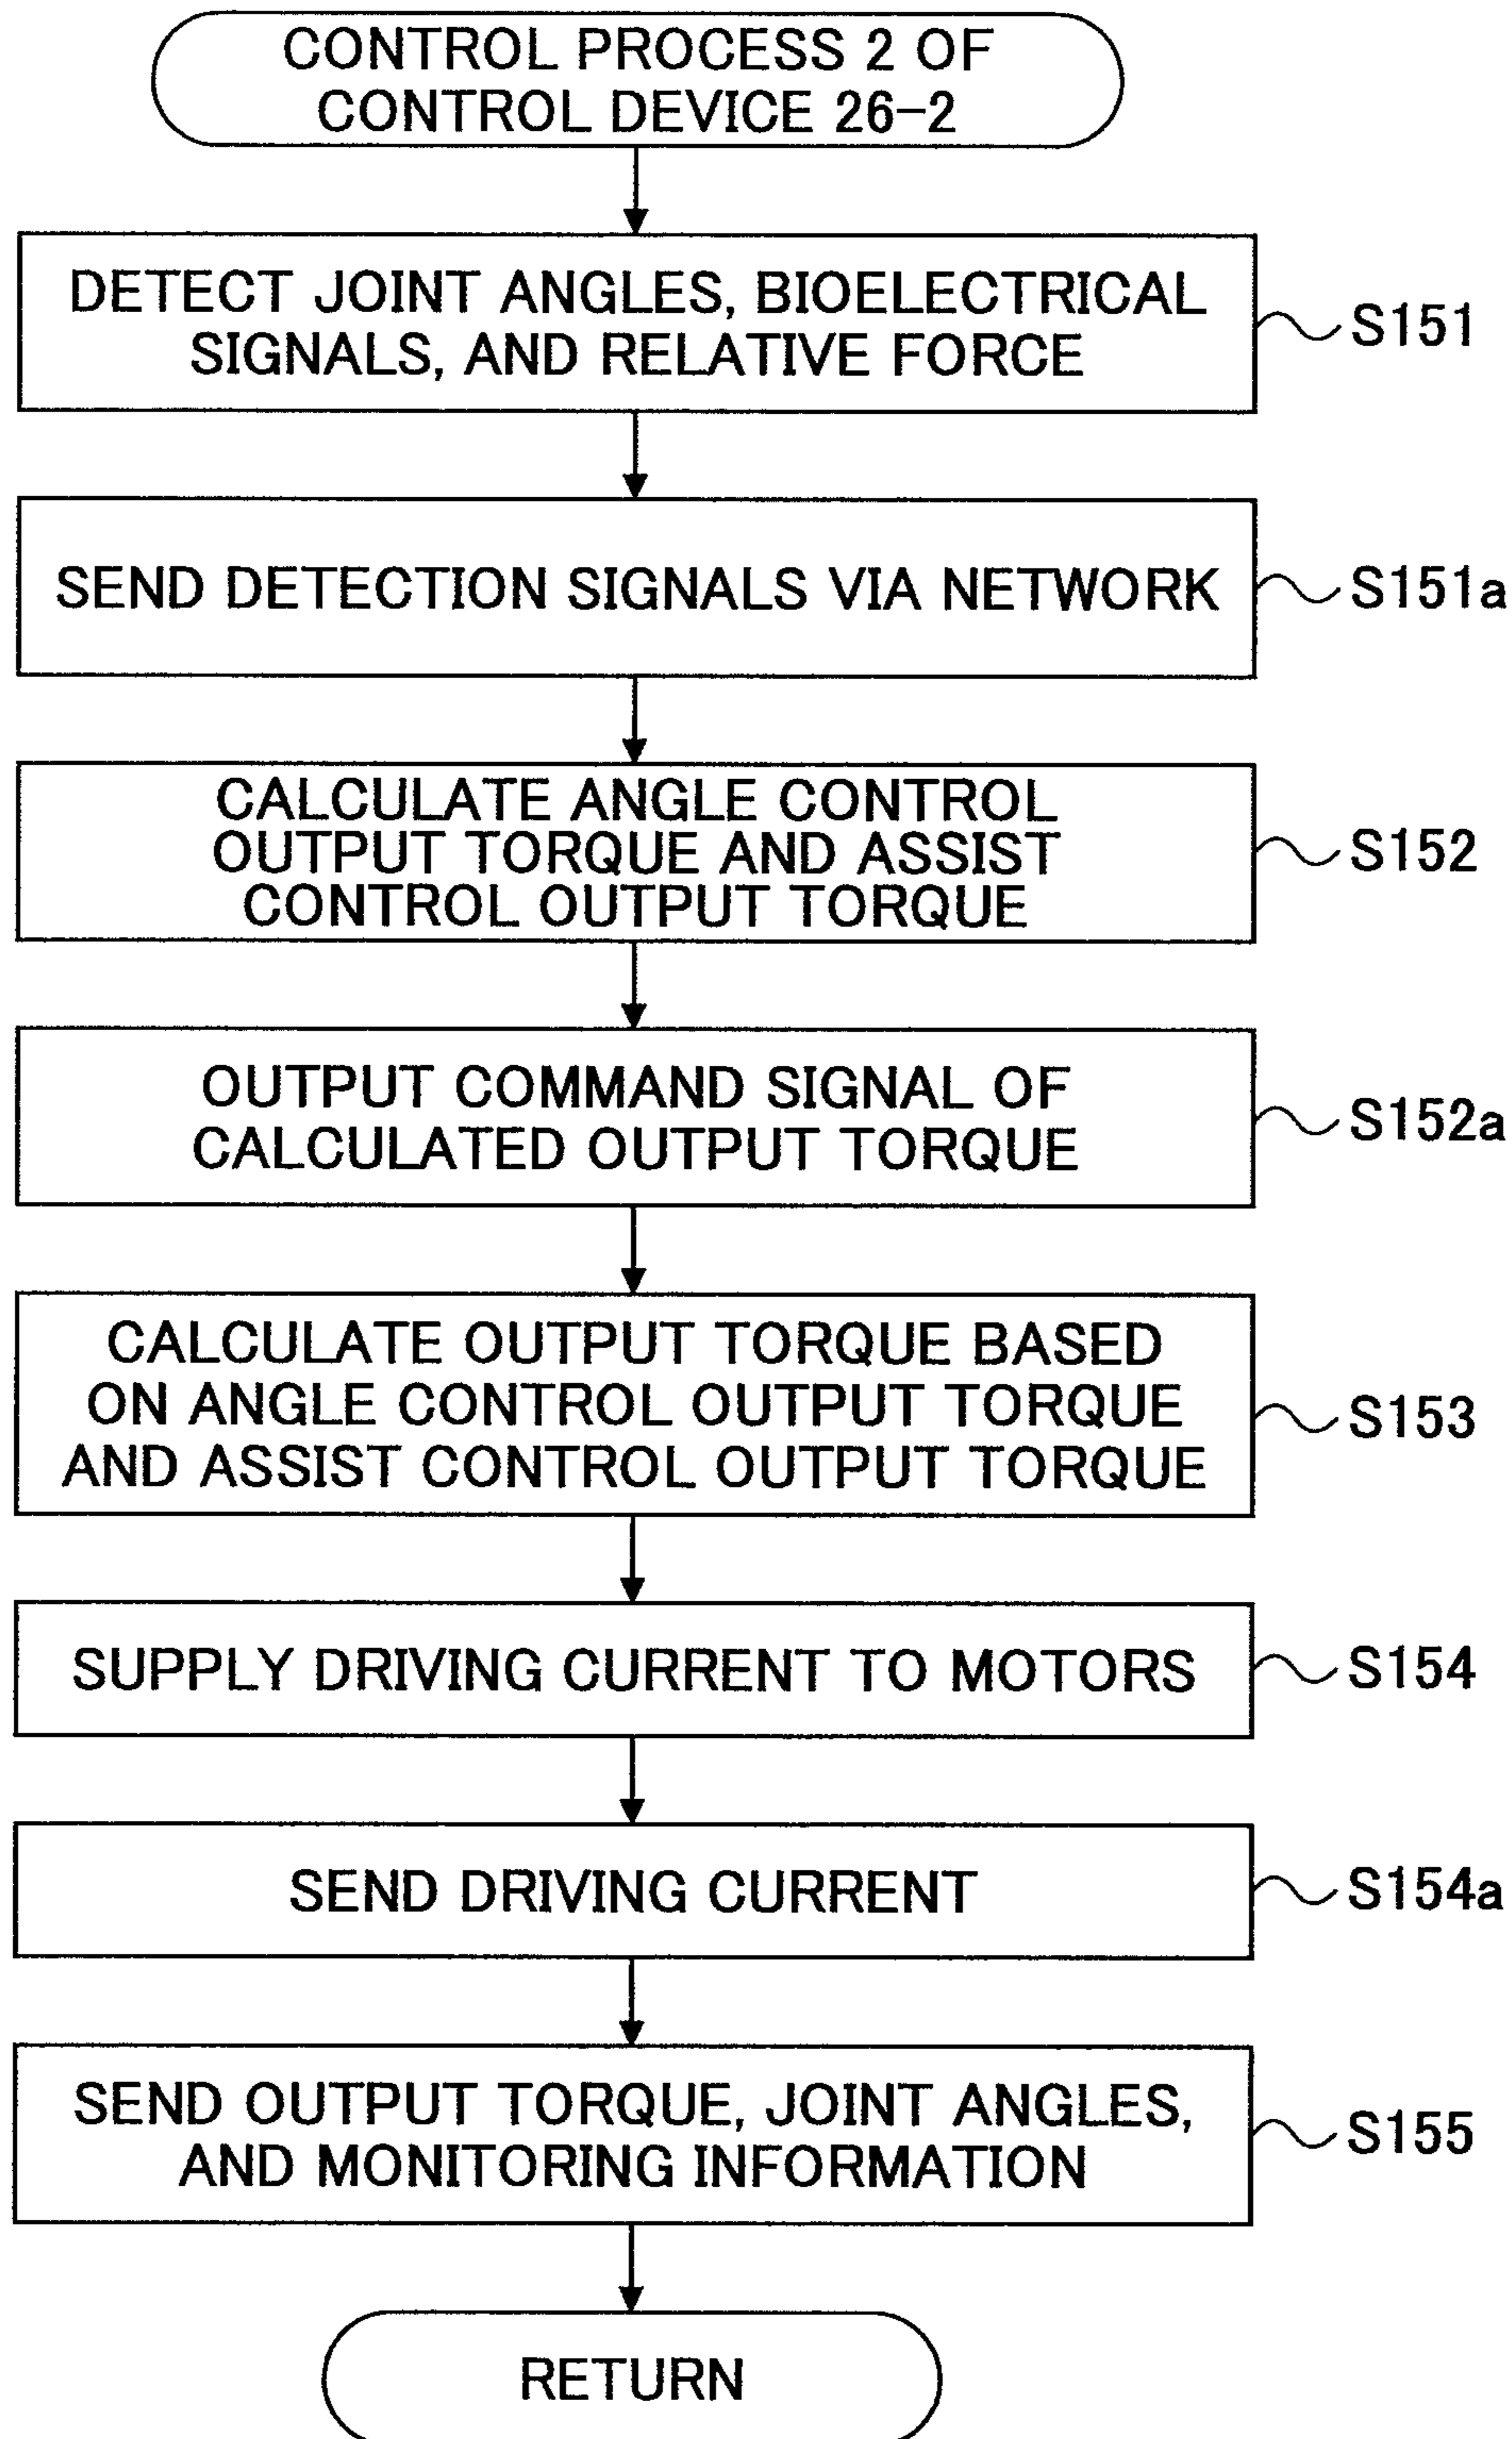 CONTROL PROCESS 2 OF
CONTROL DEVICE 26-2
DETECT JOINT ANGLES, BIOELECTRICAL
SIGNALS, AND RELATIVE FORCE
S151
SEND DETECTION SIGNALS VIA NETWORK
S151a
CALCULATE ANGLE CONTROL
OUTPUT TORQUE AND ASSIST
CONTROL OUTPUT TORQUE
S152
OUTPUT COMMAND SIGNAL OF
CALCULATED OUTPUT TORQUE
S152a
CALCULATE OUTPUT TORQUE BASED
ON ANGLE CONTROL OUTPUT TORQUE
AND ASSIST CONTROL OUTPUT TORQUE
S153
SUPPLY DRIVING CURRENT TO MOTORS
S154
SEND DRIVING CURRENT
S154a
SEND OUTPUT TORQUE, JOINT ANGLES,
AND MONITORING INFORMATION
S155
RETURN